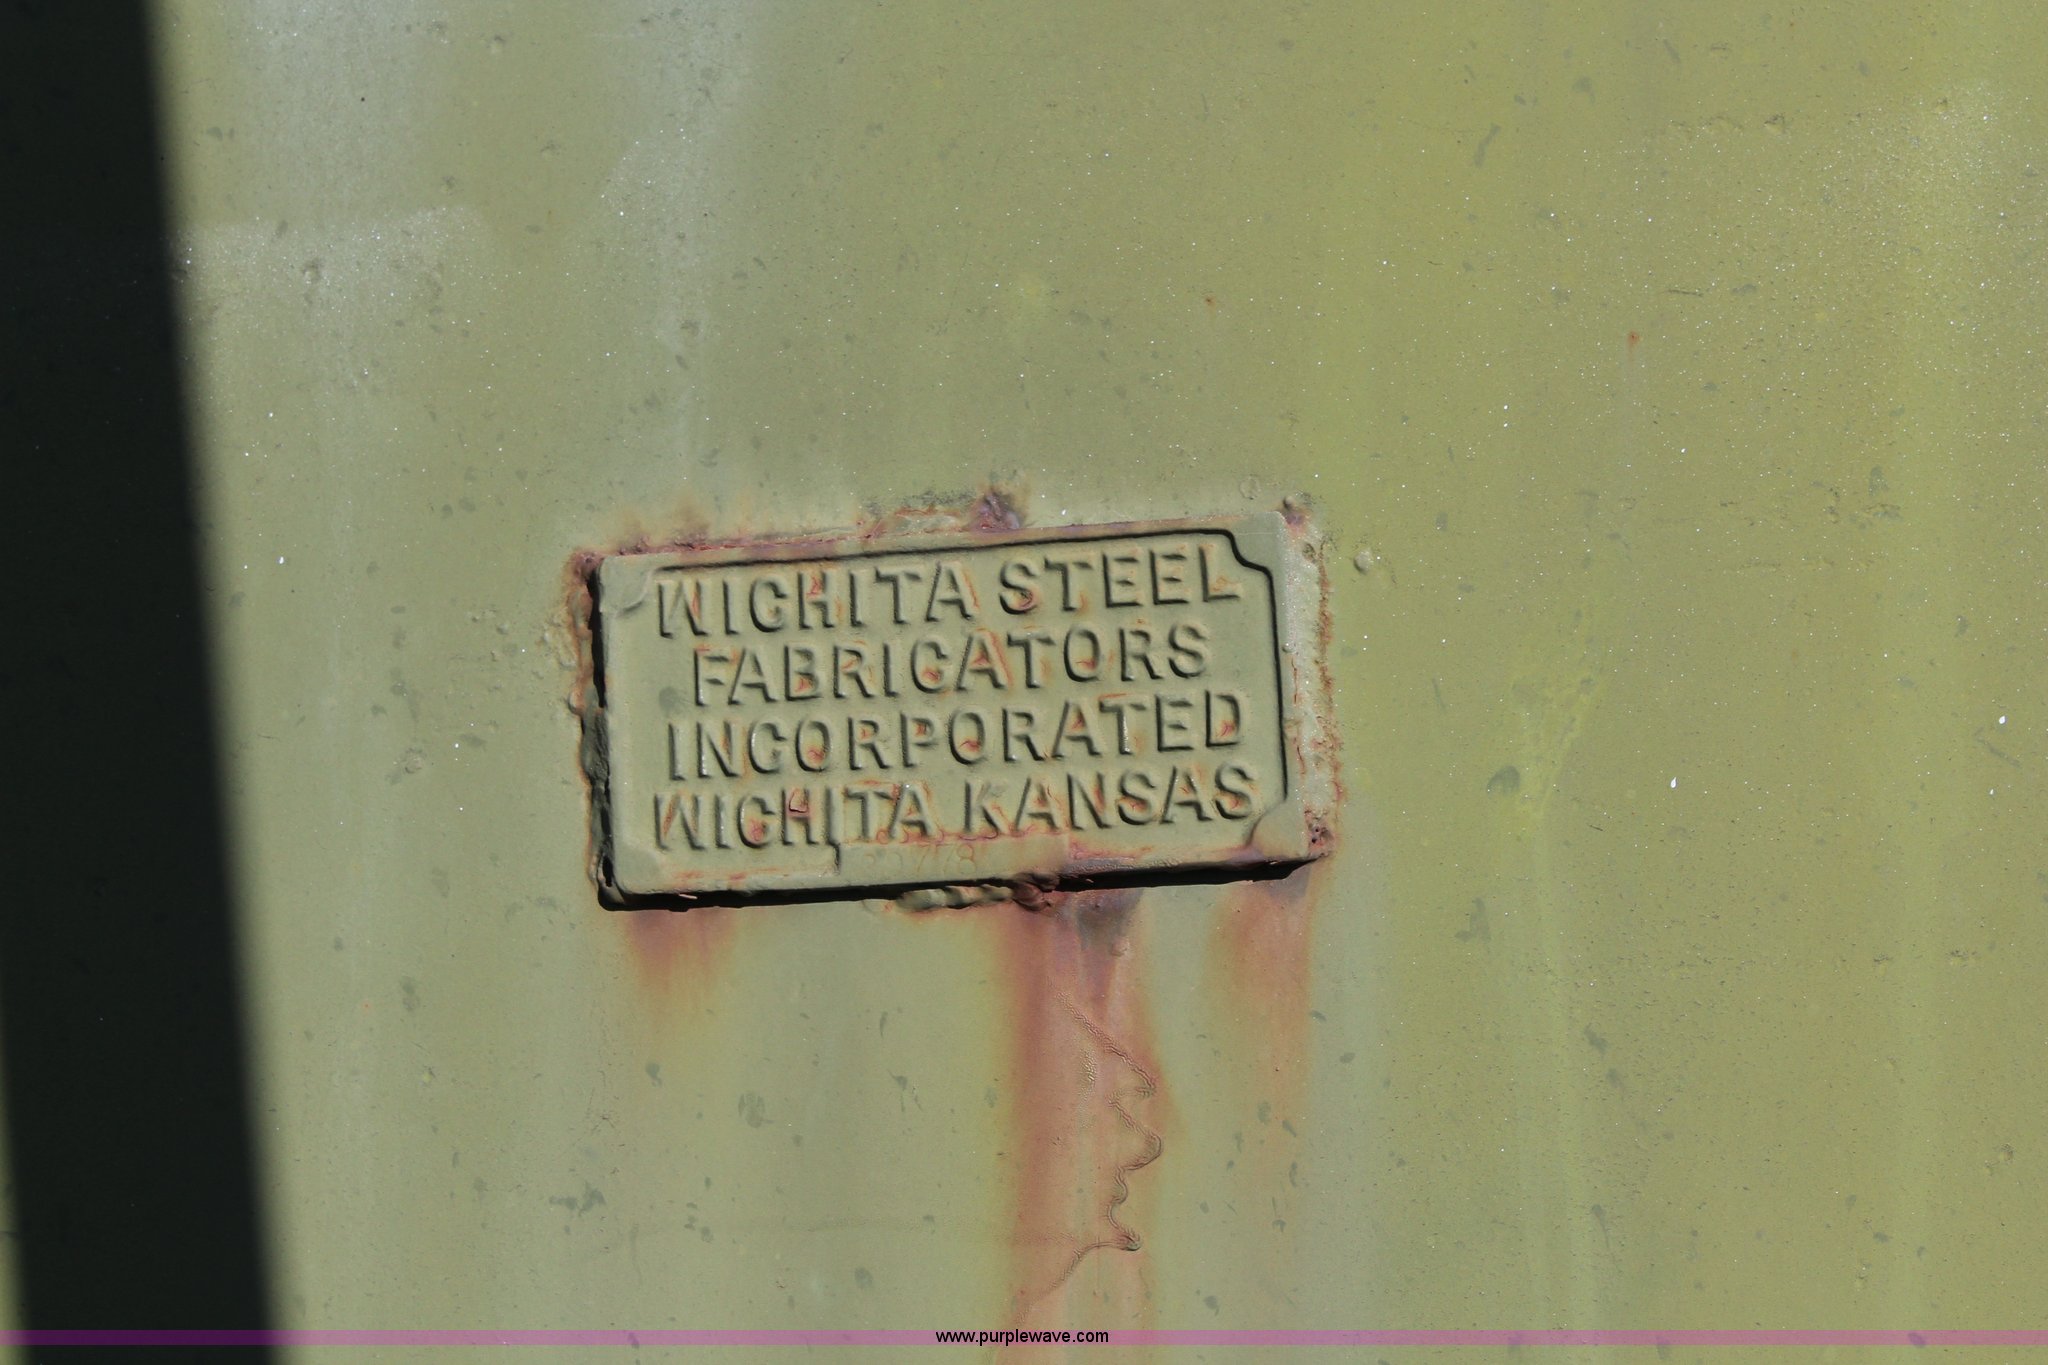 WICHITA STEEL
FABRICATORS
INCORPORATED
WICHITA KANSAS
www.purplewave.com